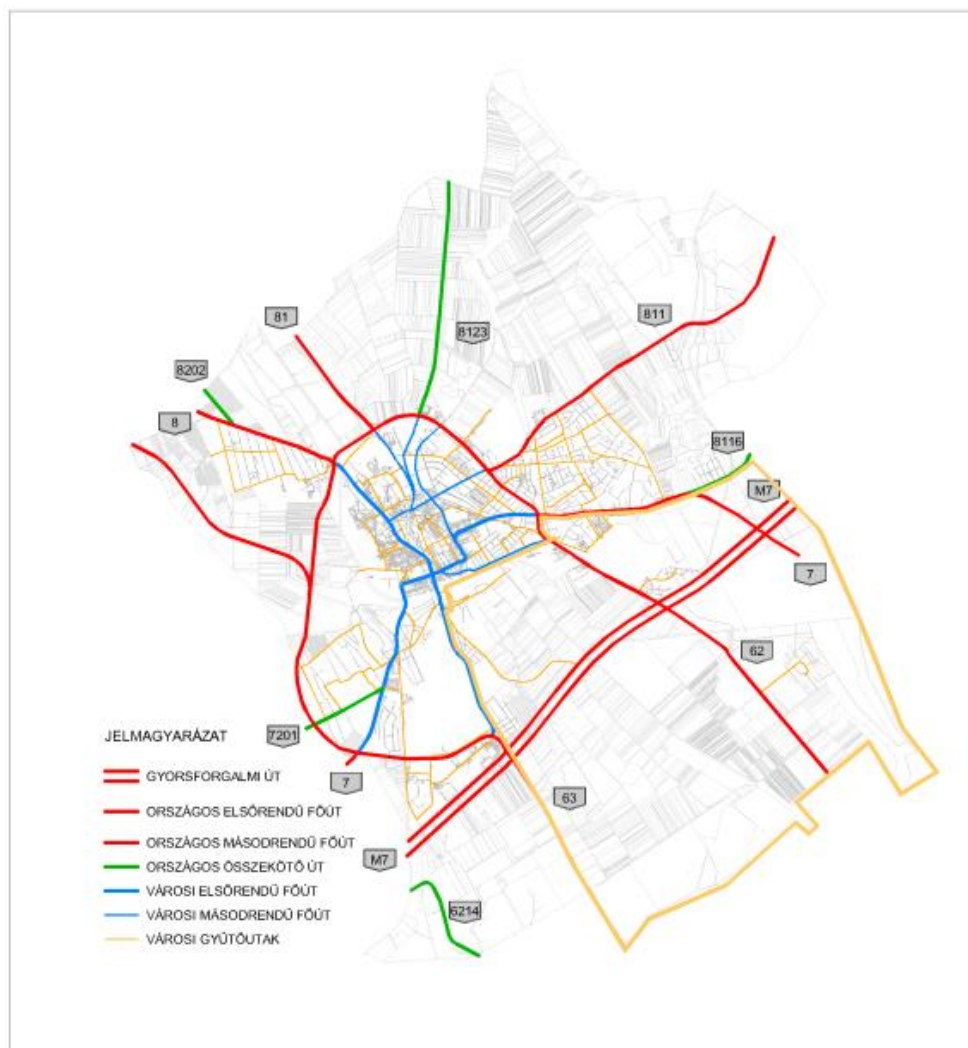 81
8123
811
8202
8
8116
M7
7
62
7201
7
63
M7
6214
JELMAGYARÁZAT
GYORSFORGALMI ÚT
ORSZÁGOS ELSŐRENDŰ FŐÚT
ORSZÁGOS MÁSODRENDŰ FŐÚT
ORSZÁGOS ÖSSZEKÖTŐ ÚT
VÁROSI ELSŐRENDŰ FŐÚT
VÁROSI MÁSODRENDŰ FŐÚT
VÁROSI GYŰTŐUTAK